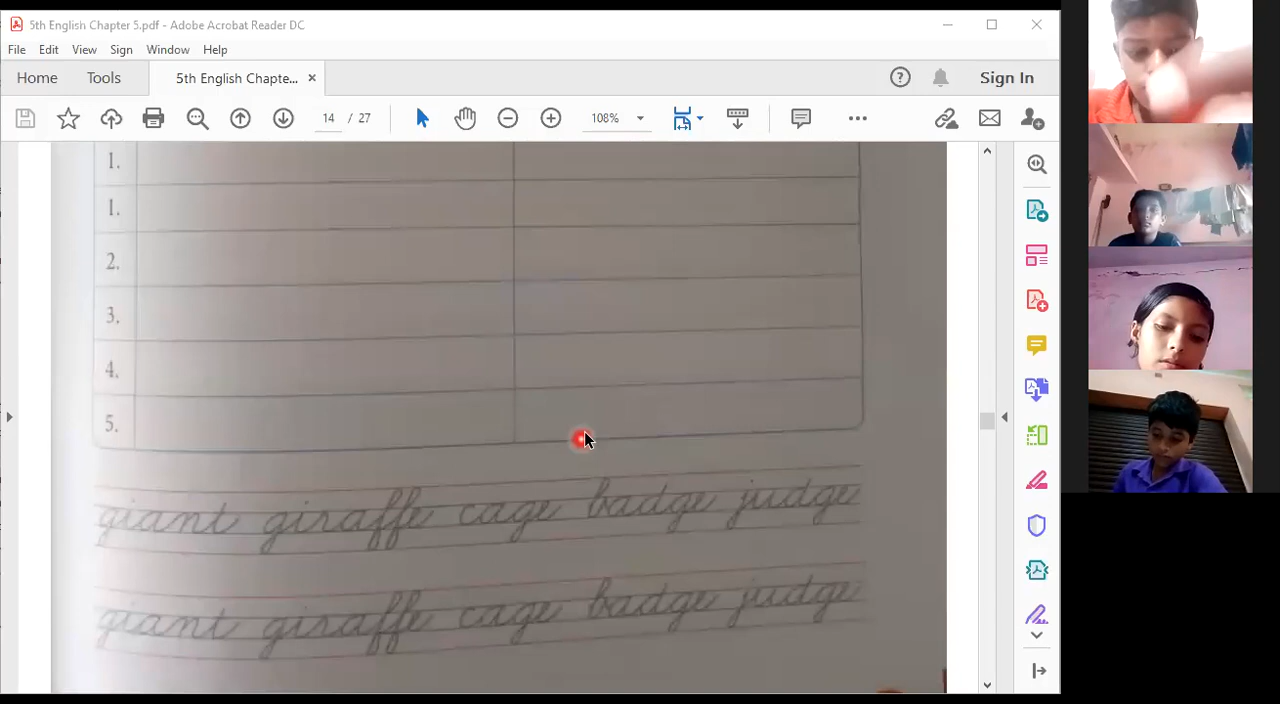 5th English Chapter 5.pdf - Adobe Acrobat Reader DC
File Edit View Sign Window Help
Home Tools 5th English Chapte... × Sign In
14 / 27 108%
1.
1.
2.
3.
4.
5.
giant giraffe cage badge judge
giant giraffe cage badge judge